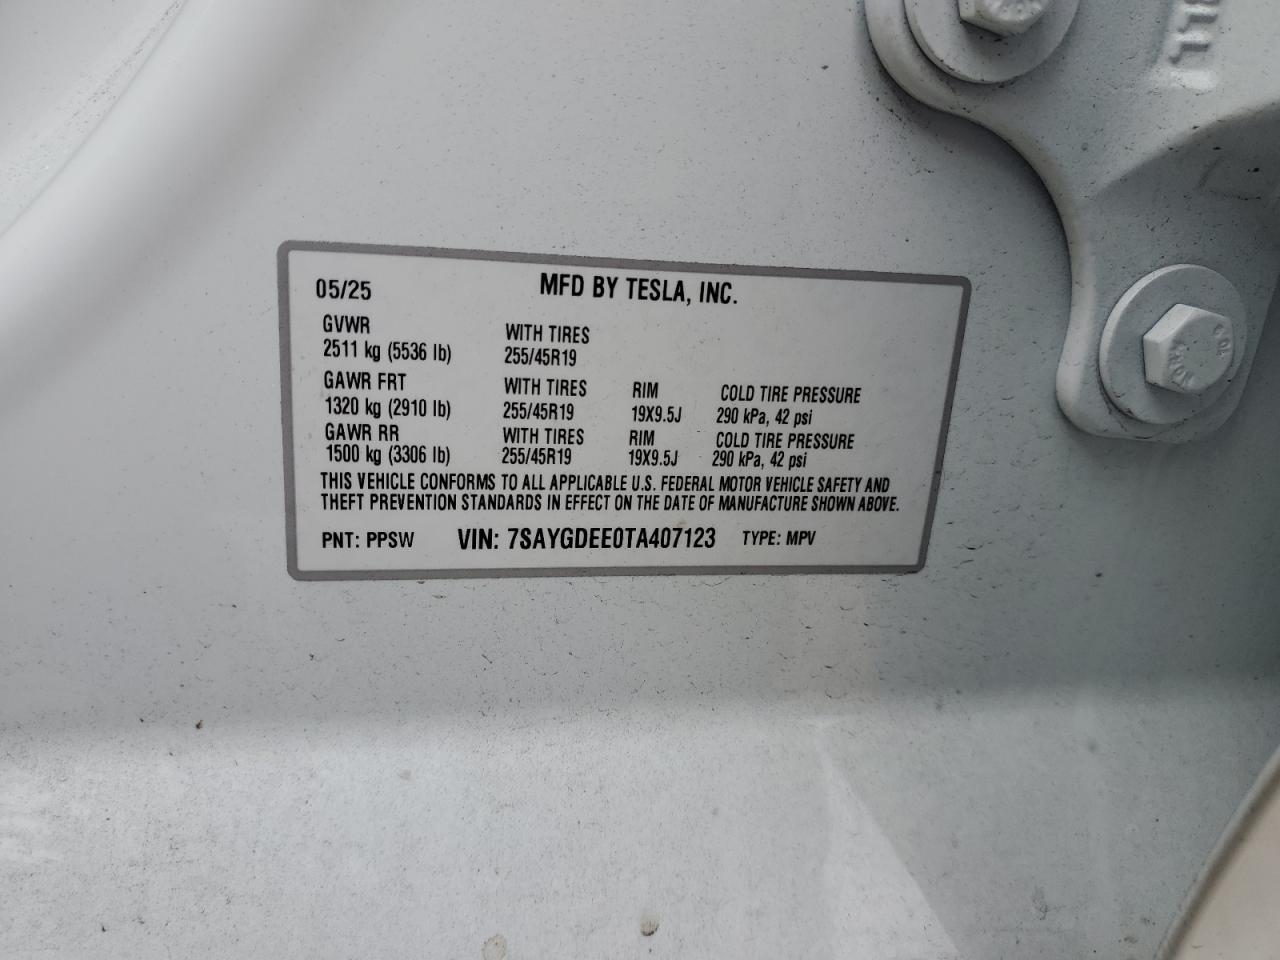 05/25 MFD BY TESLA, INC.
GVWR WITH TIRES
2511 kg (5536 lb) 255/45R19
GAWR FRT WITH TIRES RIM COLD TIRE PRESSURE
1320 kg (2910 lb) 255/45R19 19X9.5J 290 kPa, 42 psi
GAWR RR WITH TIRES RIM COLD TIRE PRESSURE
1500 kg (3306 lb) 255/45R19 19X9.5J 290 kPa, 42 psi
THIS VEHICLE CONFORMS TO ALL APPLICABLE U.S. FEDERAL MOTOR VEHICLE SAFETY AND
THEFT PREVENTION STANDARDS IN EFFECT ON THE DATE OF MANUFACTURE SHOWN ABOVE.
PNT: PPSW VIN: 7SAYGDEE0TA407123 TYPE: MPV